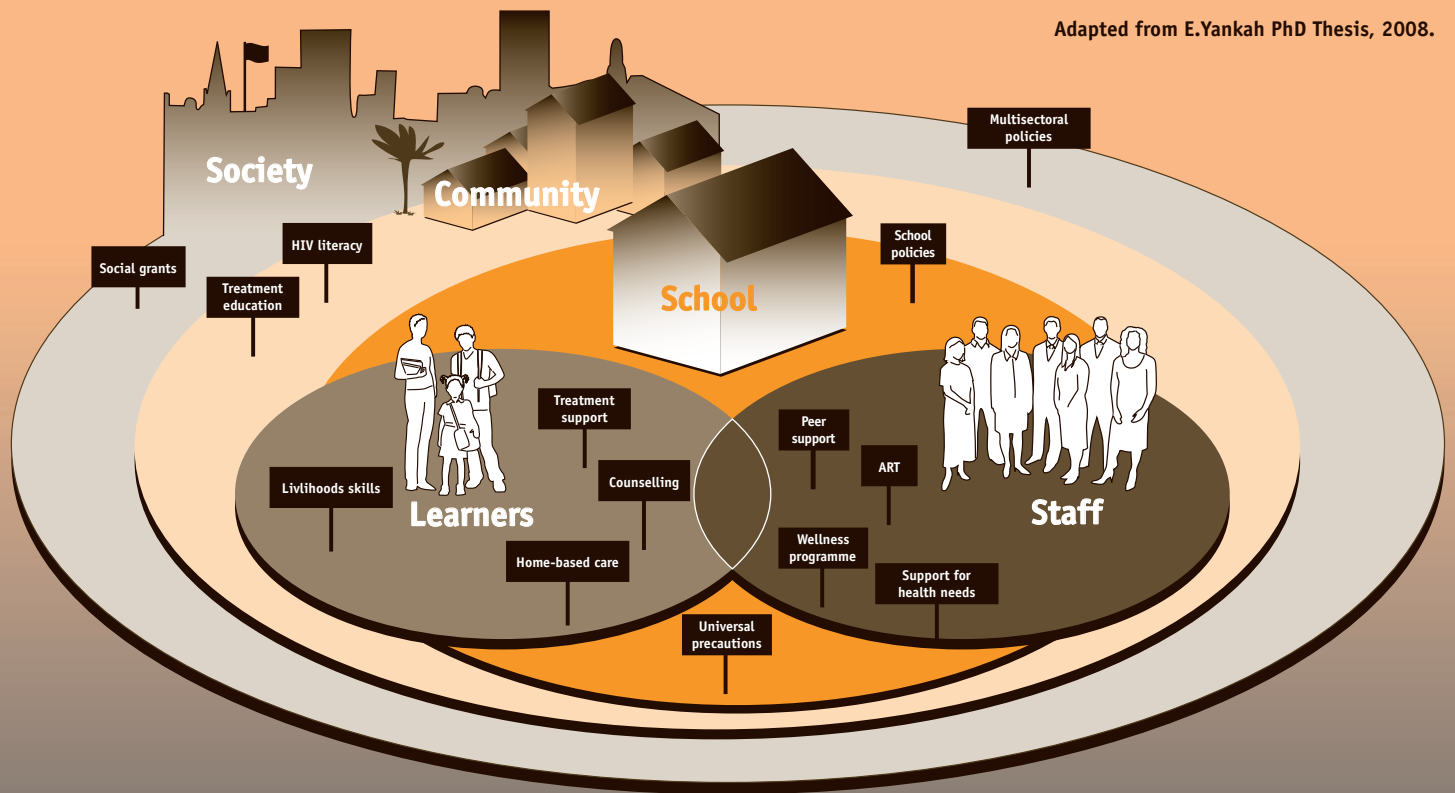 Adapted from E.Yankah PhD Thesis, 2008.
Multisectoral
policies
Society
Community
HIV literacy
School
policies
Social grants
Treatment
education
School
Treatment
support
Peer
support
ART
Livlihoods skills
Counselling
Learners
Staff
Home-based care
Wellness
programme
Support for
health needs
Universal
precautions